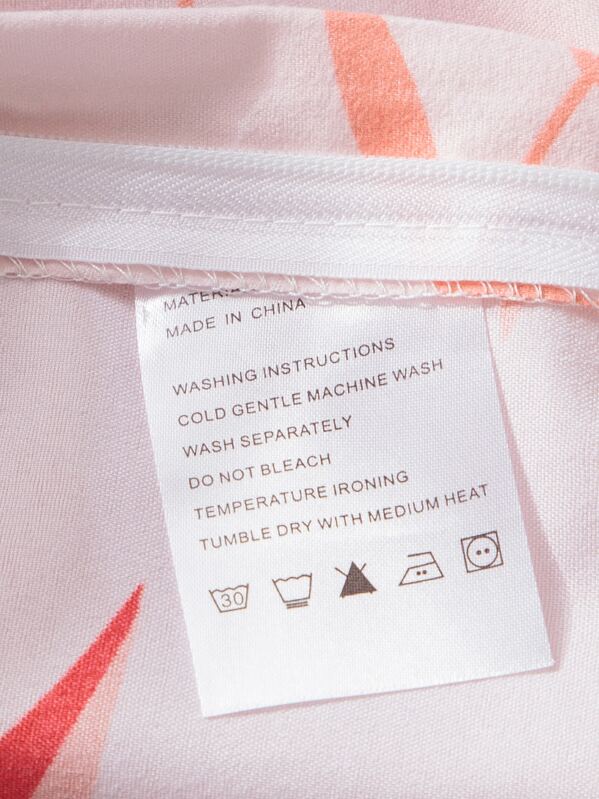 MADE IN CHINA
WASHING INSTRUCTIONS
COLD GENTLE MACHINE WASH
WASH SEPARATELY
DO NOT BLEACH
TEMPERATURE IRONING
TUMBLE DRY WITH MEDIUM HEAT
30